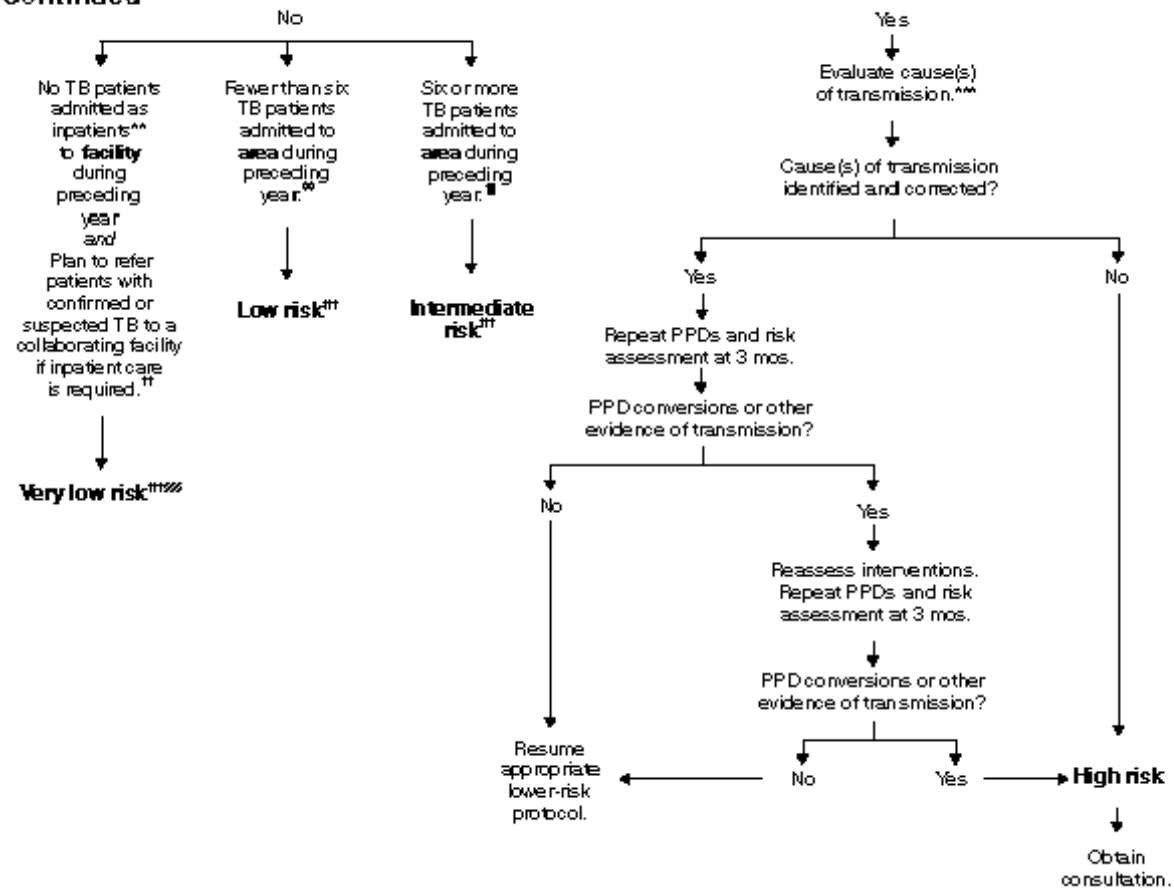 Continued
No
No TB patients
admitted as
inpatients**
to facility
during
preceding
year
and
Plan to refer
patients with
confirmed or
suspected TB to a
collaborating facility
if inpatient care
is required.††
Very low risk†††§§§
Fewer than six
TB patients
admitted to
area during
preceding
year.§§
Low risk†††
Six or more
TB patients
admitted to
area during
preceding
year.¶¶
Intermediate
risk†††
Yes
Evaluate cause(s)
of transmission.***
Cause(s) of transmission
identified and corrected?
Yes
No
Repeat PPDs and risk
assessment at 3 mos.
PPD conversions or other
evidence of transmission?
No
Yes
Reassess interventions.
Repeat PPDs and risk
assessment at 3 mos.
PPD conversions or other
evidence of transmission?
Resume
appropriate
lower-risk
protocol.
No
Yes
High risk
Obtain
consultation.